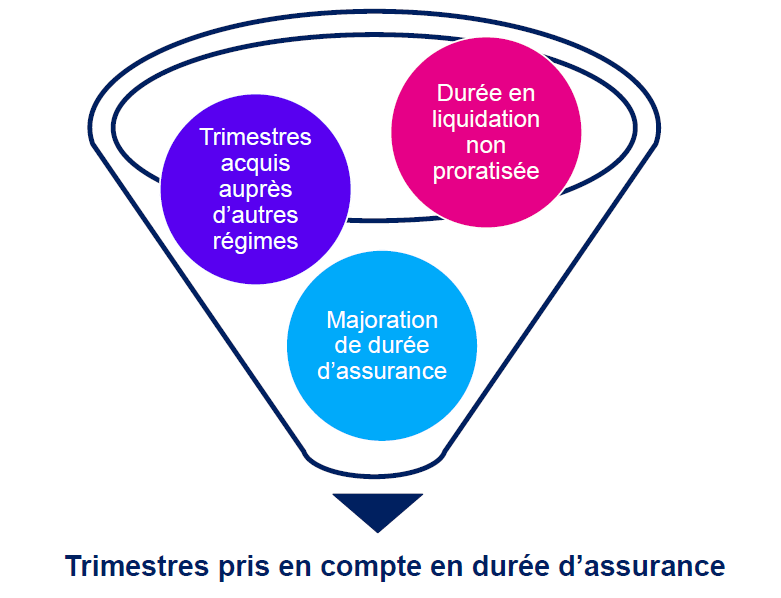 Trimestres
acquis
auprès
d'autres
régimes
Durée en
liquidation
non
proratisée
Majoration
de durée
d'assurance
Trimestres pris en compte en durée d'assurance